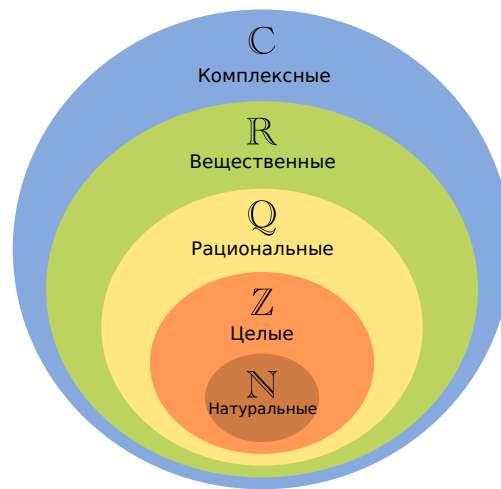 ℂ
Комплексные
ℝ
Вещественные
ℚ
Рациональные
ℤ
Целые
ℕ
Натуральные